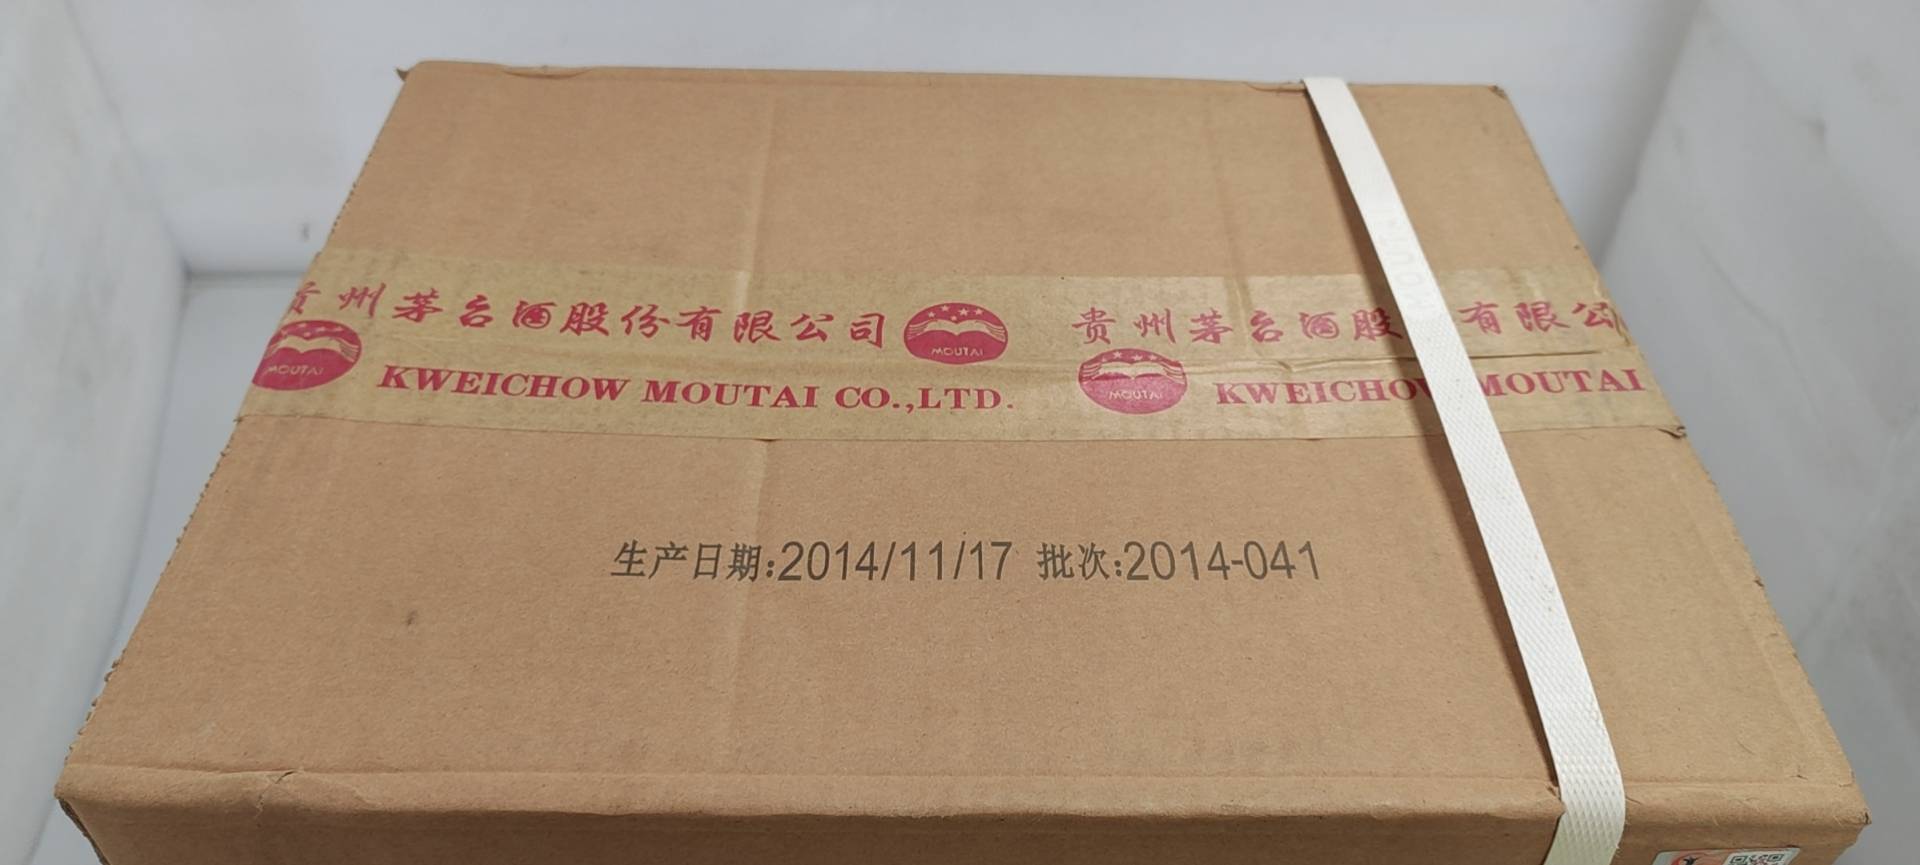 贵州茅台酒股份有限公司
MOUTAI
KWEICHOW MOUTAI CO.,LTD.
MOUTAI
贵州茅台酒股 有限公
MOUTAI
KWEICHOW MOUTAI
MOUTAI
生产日期:2014/11/17 批次:2014-041